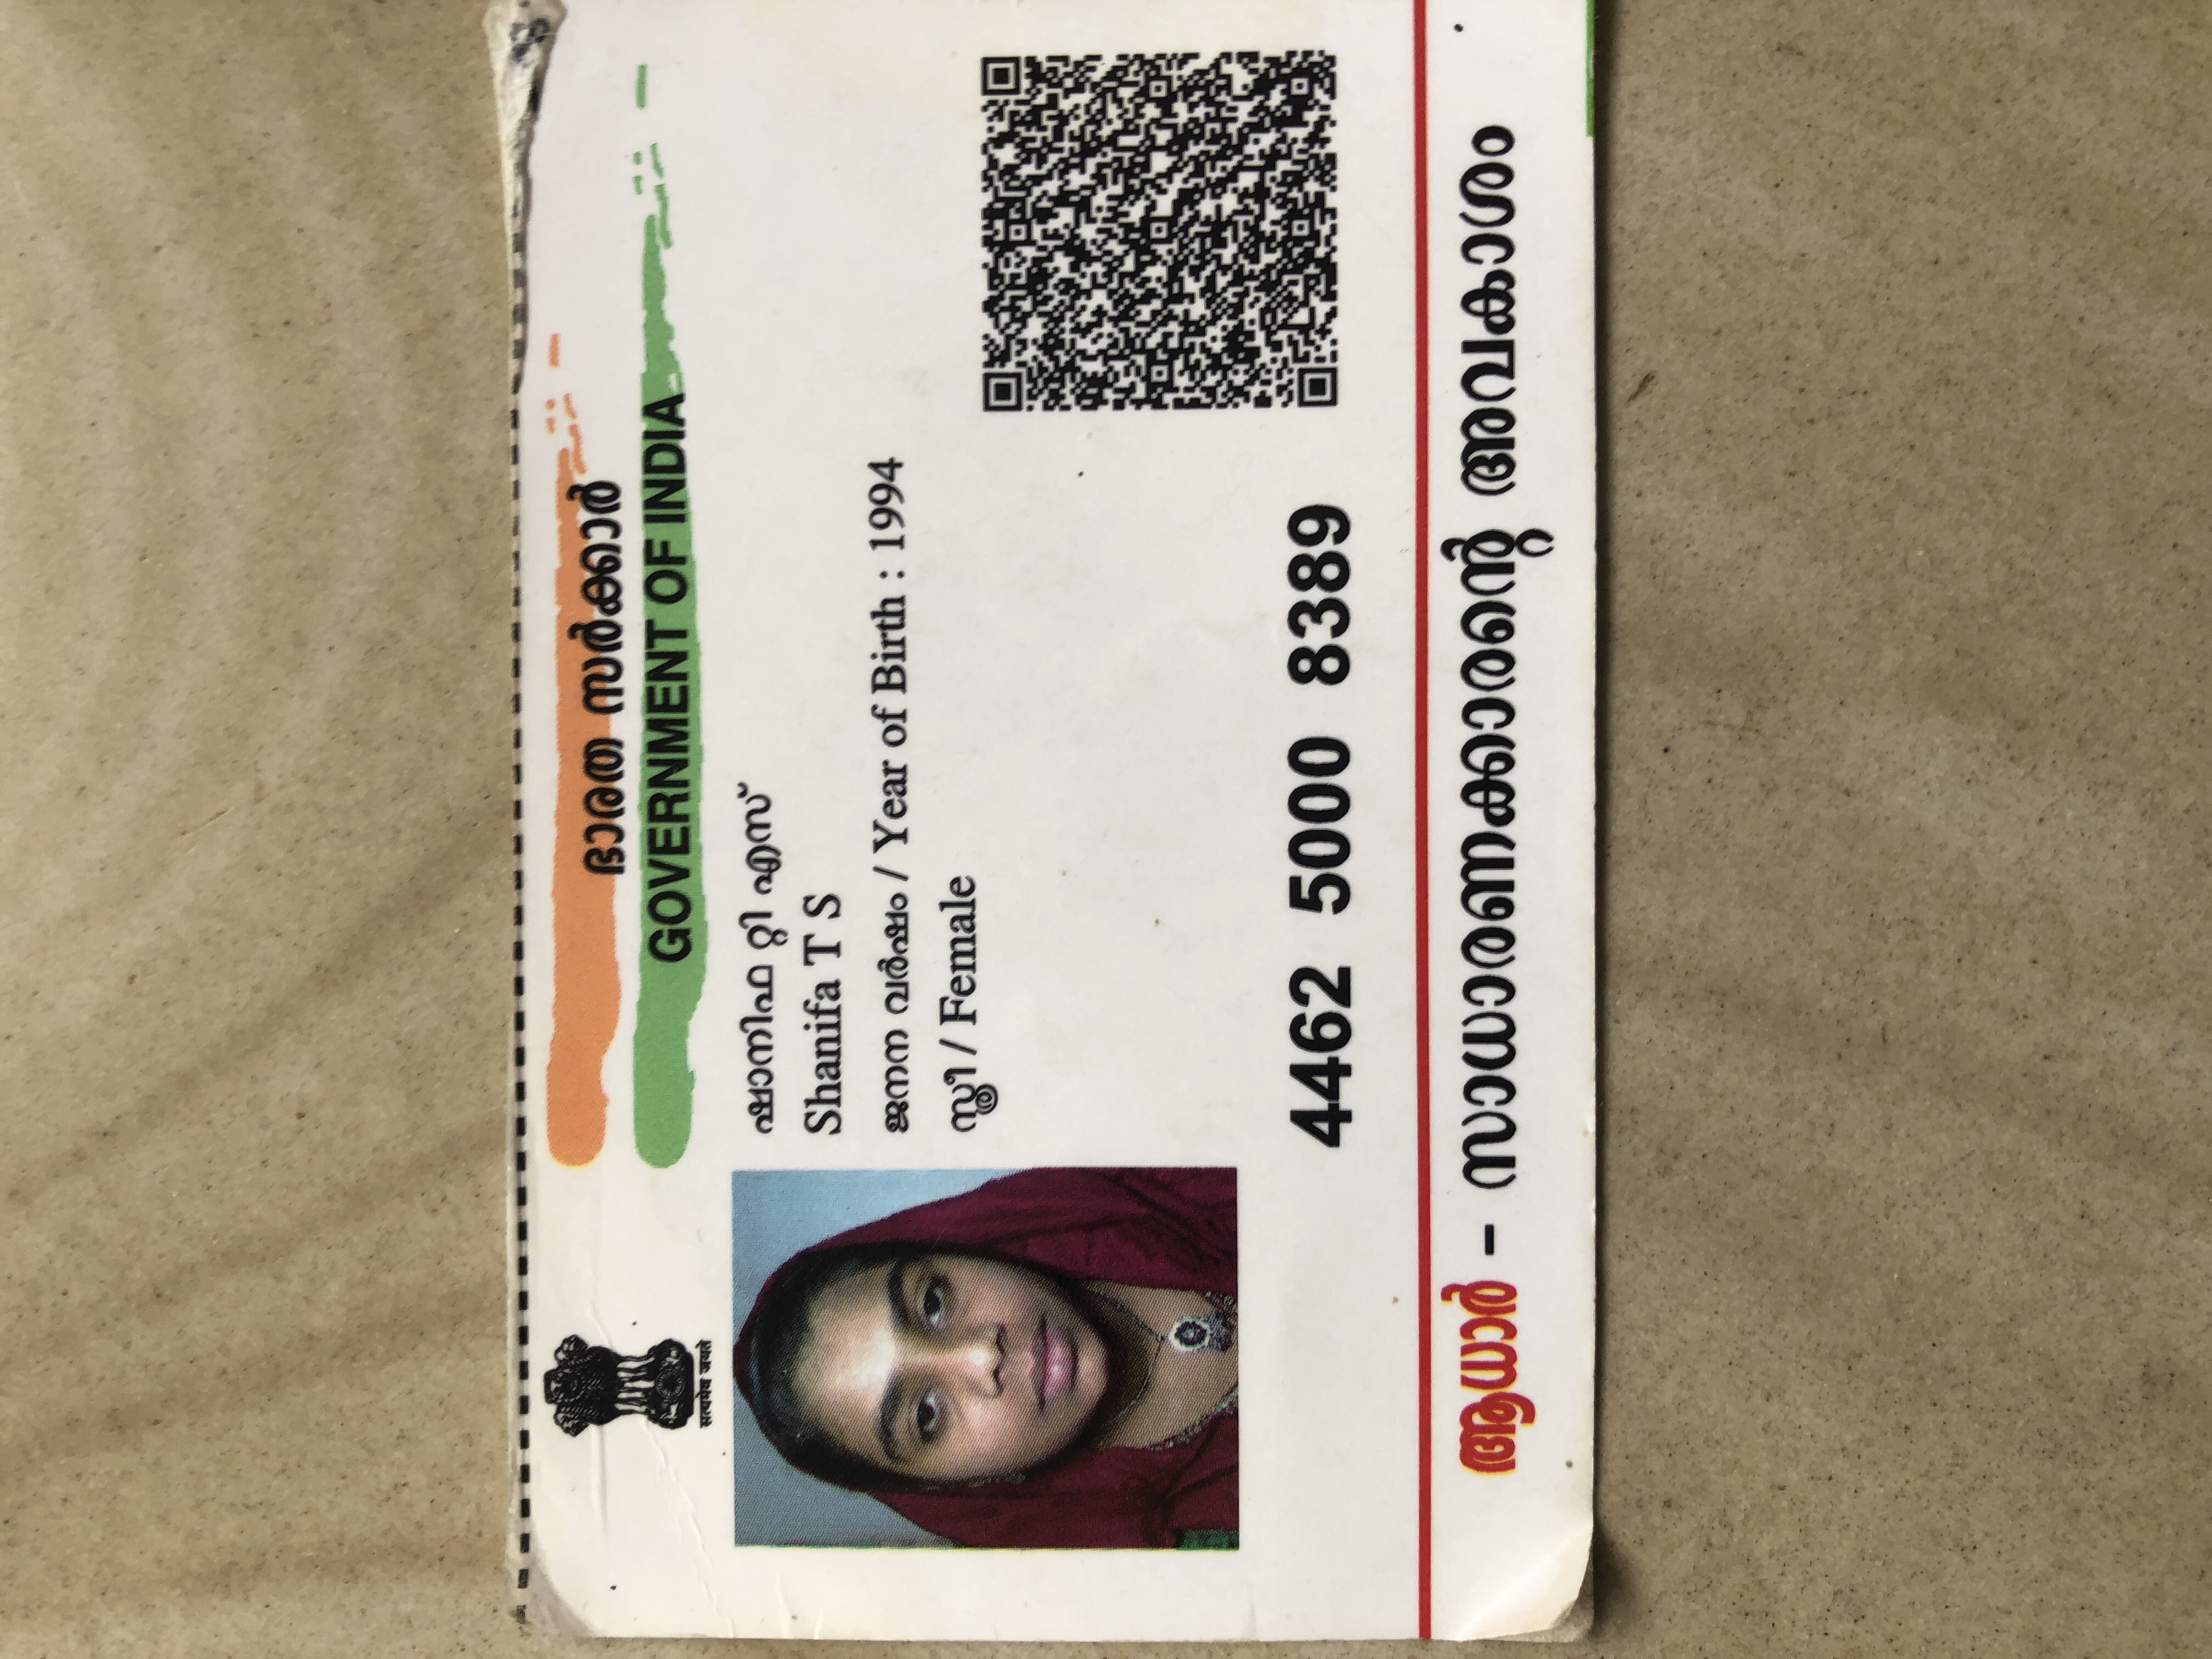 सत्यमेव जयते
ഭാരത സർക്കാർ
GOVERNMENT OF INDIA
ഷാനിഫ റ്റി എസ്
Shanifa T S
ജനന വർഷം / Year of Birth : 1994
സ്ത്രീ / Female
4462 5000 8389
ആധാർ – സാധാരണക്കാരന്റെ അവകാശം